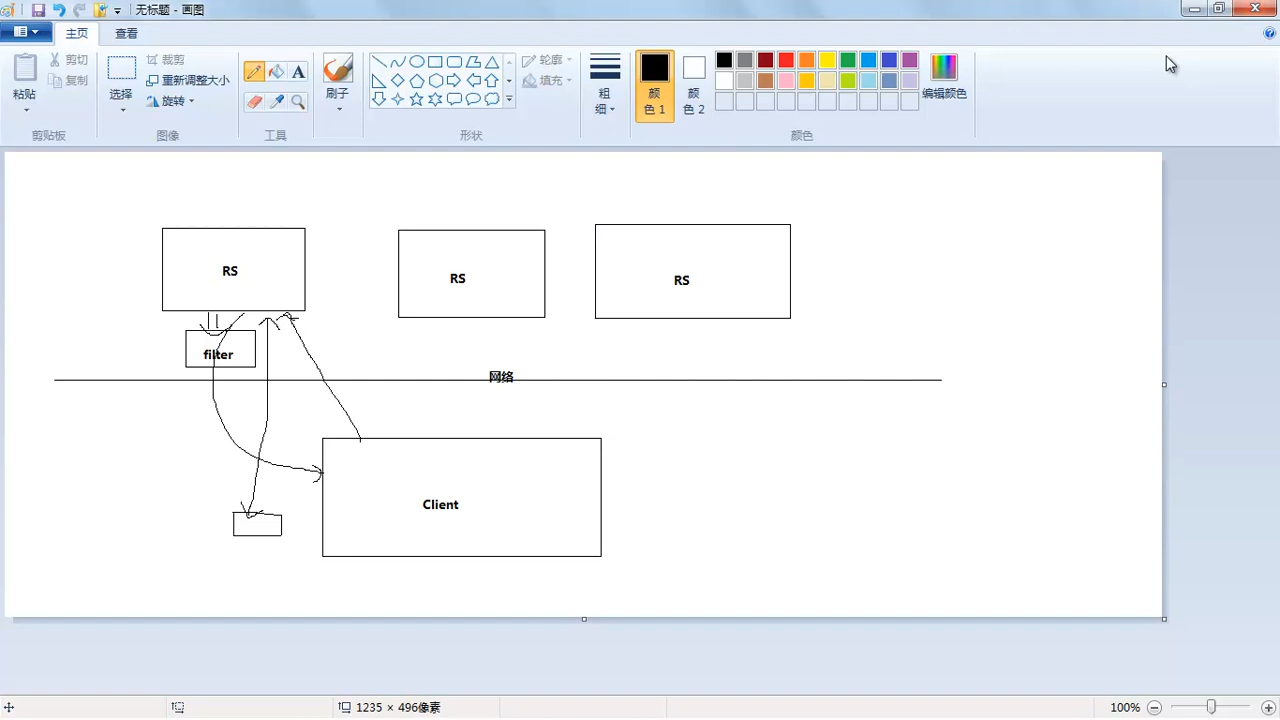 无标题 - 画图
主页 查看
剪切
复制
粘贴
剪贴板
裁剪
重新调整大小
旋转
选择
图像
A
工具
刷子
轮廓
填充
形状
粗
细
颜
色 1
颜
色 2
编辑颜色
颜色
RS
RS
RS
filter
网络
Client
1235 × 496像素
100%